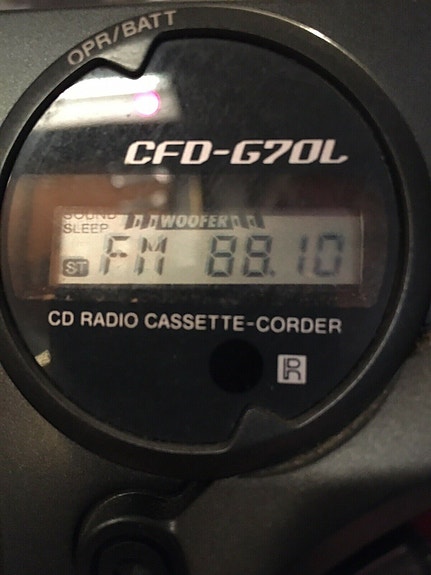 OPR/BATT
CFD-G70L
SOUND
WOOFER
SLEEP
ST FM 88.10
CD RADIO CASSETTE-CORDER
R